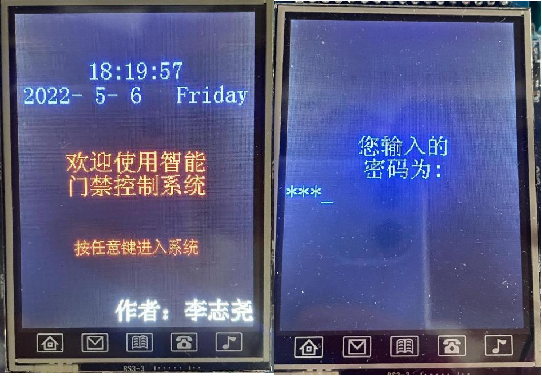 18:19:57
2022- 5- 6 Friday
欢迎使用智能
门禁控制系统
按任意键进入系统
作者：李志尧
您输入的
密码为:
***_